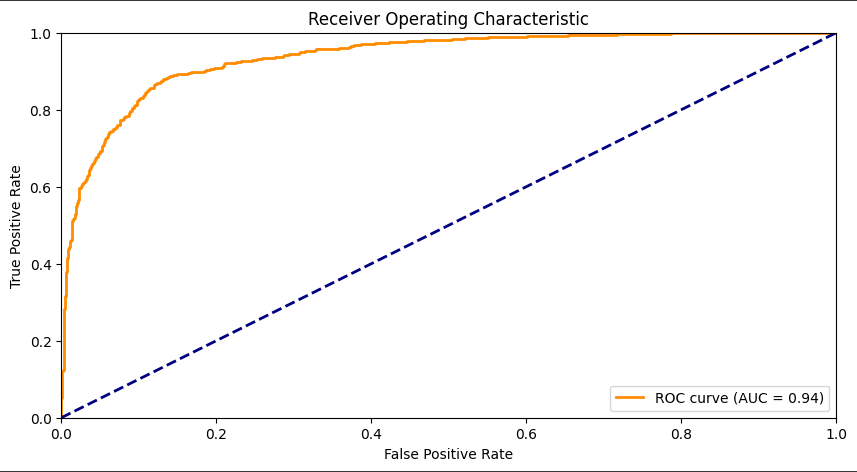 Receiver Operating Characteristic
1.0
0.8
0.6
0.4
0.2
0.0
True Positive Rate
ROC curve (AUC = 0.94)
0.0 0.2 0.4 0.6 0.8 1.0
False Positive Rate